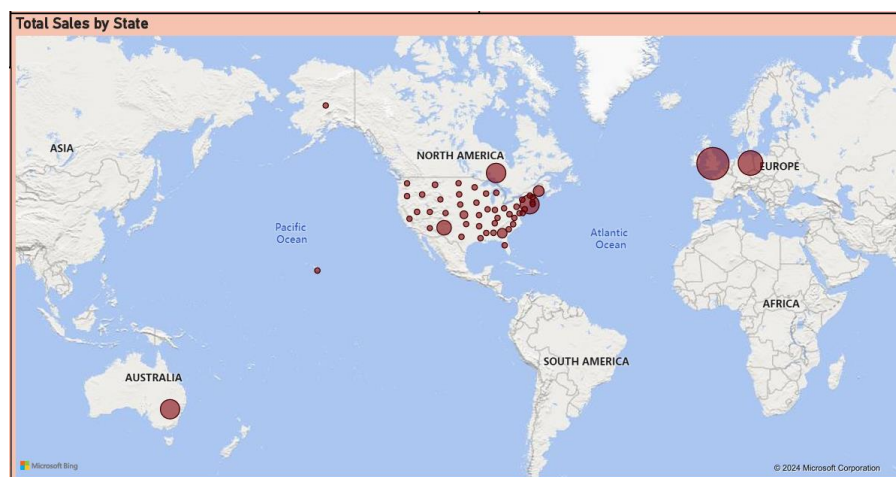 Total Sales by State
ASIA
NORTH AMERICA
EUROPE
Pacific
Ocean
Atlantic
Ocean
AFRICA
SOUTH AMERICA
AUSTRALIA
Microsoft Bing
© 2024 Microsoft Corporation